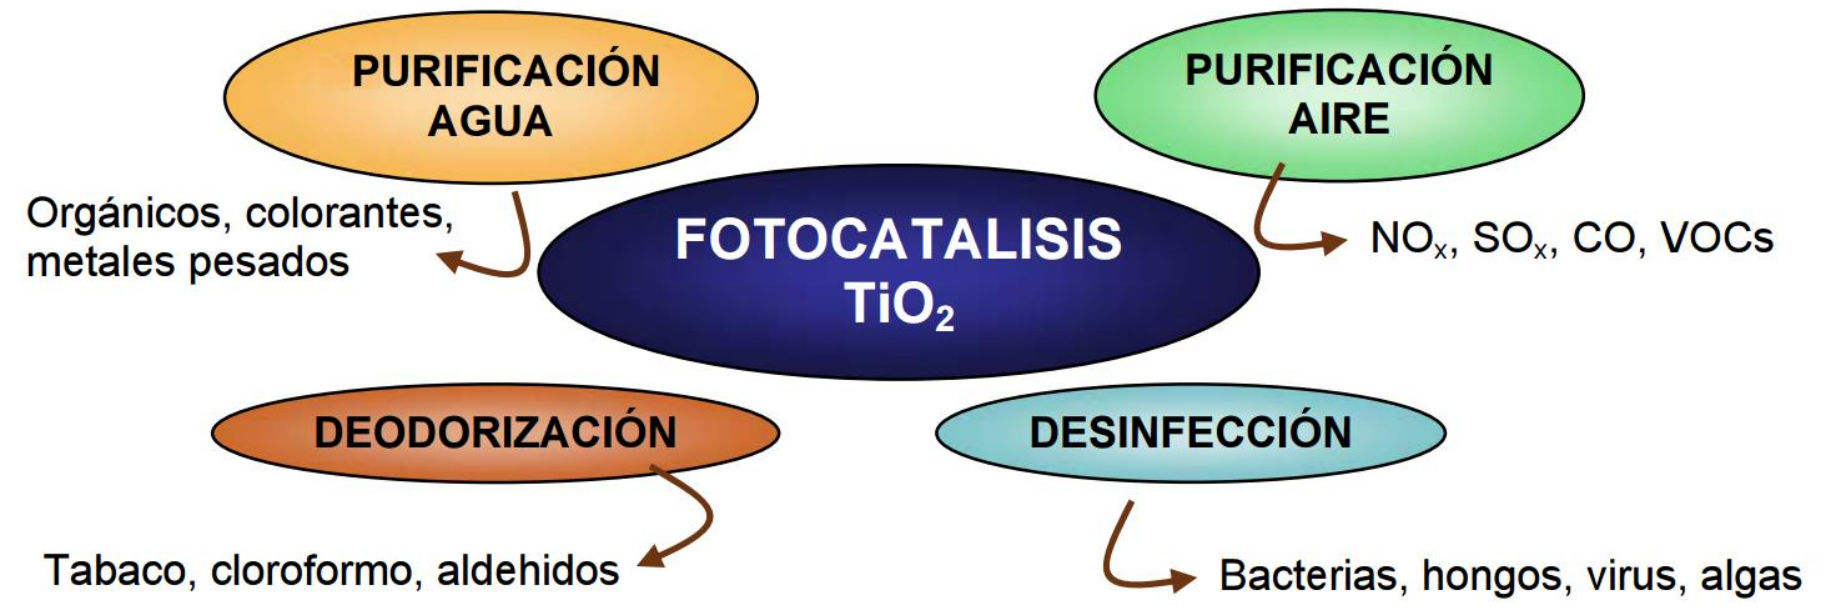 PURIFICACIÓN
AGUA
PURIFICACIÓN
AIRE
Orgánicos, colorantes,
metales pesados
FOTOCATALISIS
TiO₂
NOₓ, SOₓ, CO, VOCs
DEODORIZACIÓN
DESINFECCIÓN
Tabaco, cloroformo, aldehidos
Bacterias, hongos, virus, algas